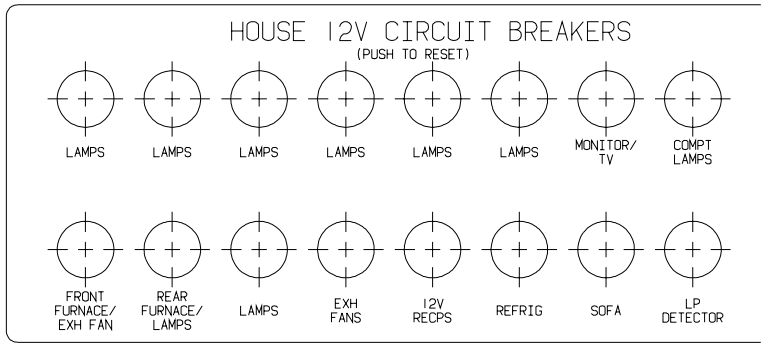 HOUSE 12V CIRCUIT BREAKERS
(PUSH TO RESET)
LAMPS LAMPS LAMPS LAMPS LAMPS LAMPS MONITOR/ TV COMPT LAMPS
FRONT FURNACE/ EXH FAN REAR FURNACE/ LAMPS LAMPS EXH FANS 12V RECPS REFRIG SOFA LP DETECTOR